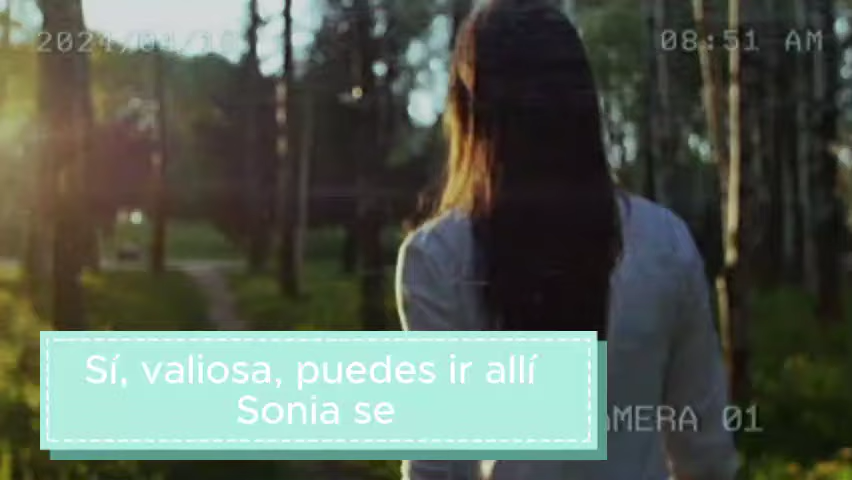 08:51 AM
Sí, valiosa, puedes ir allí
Sonia se
AMERA 01